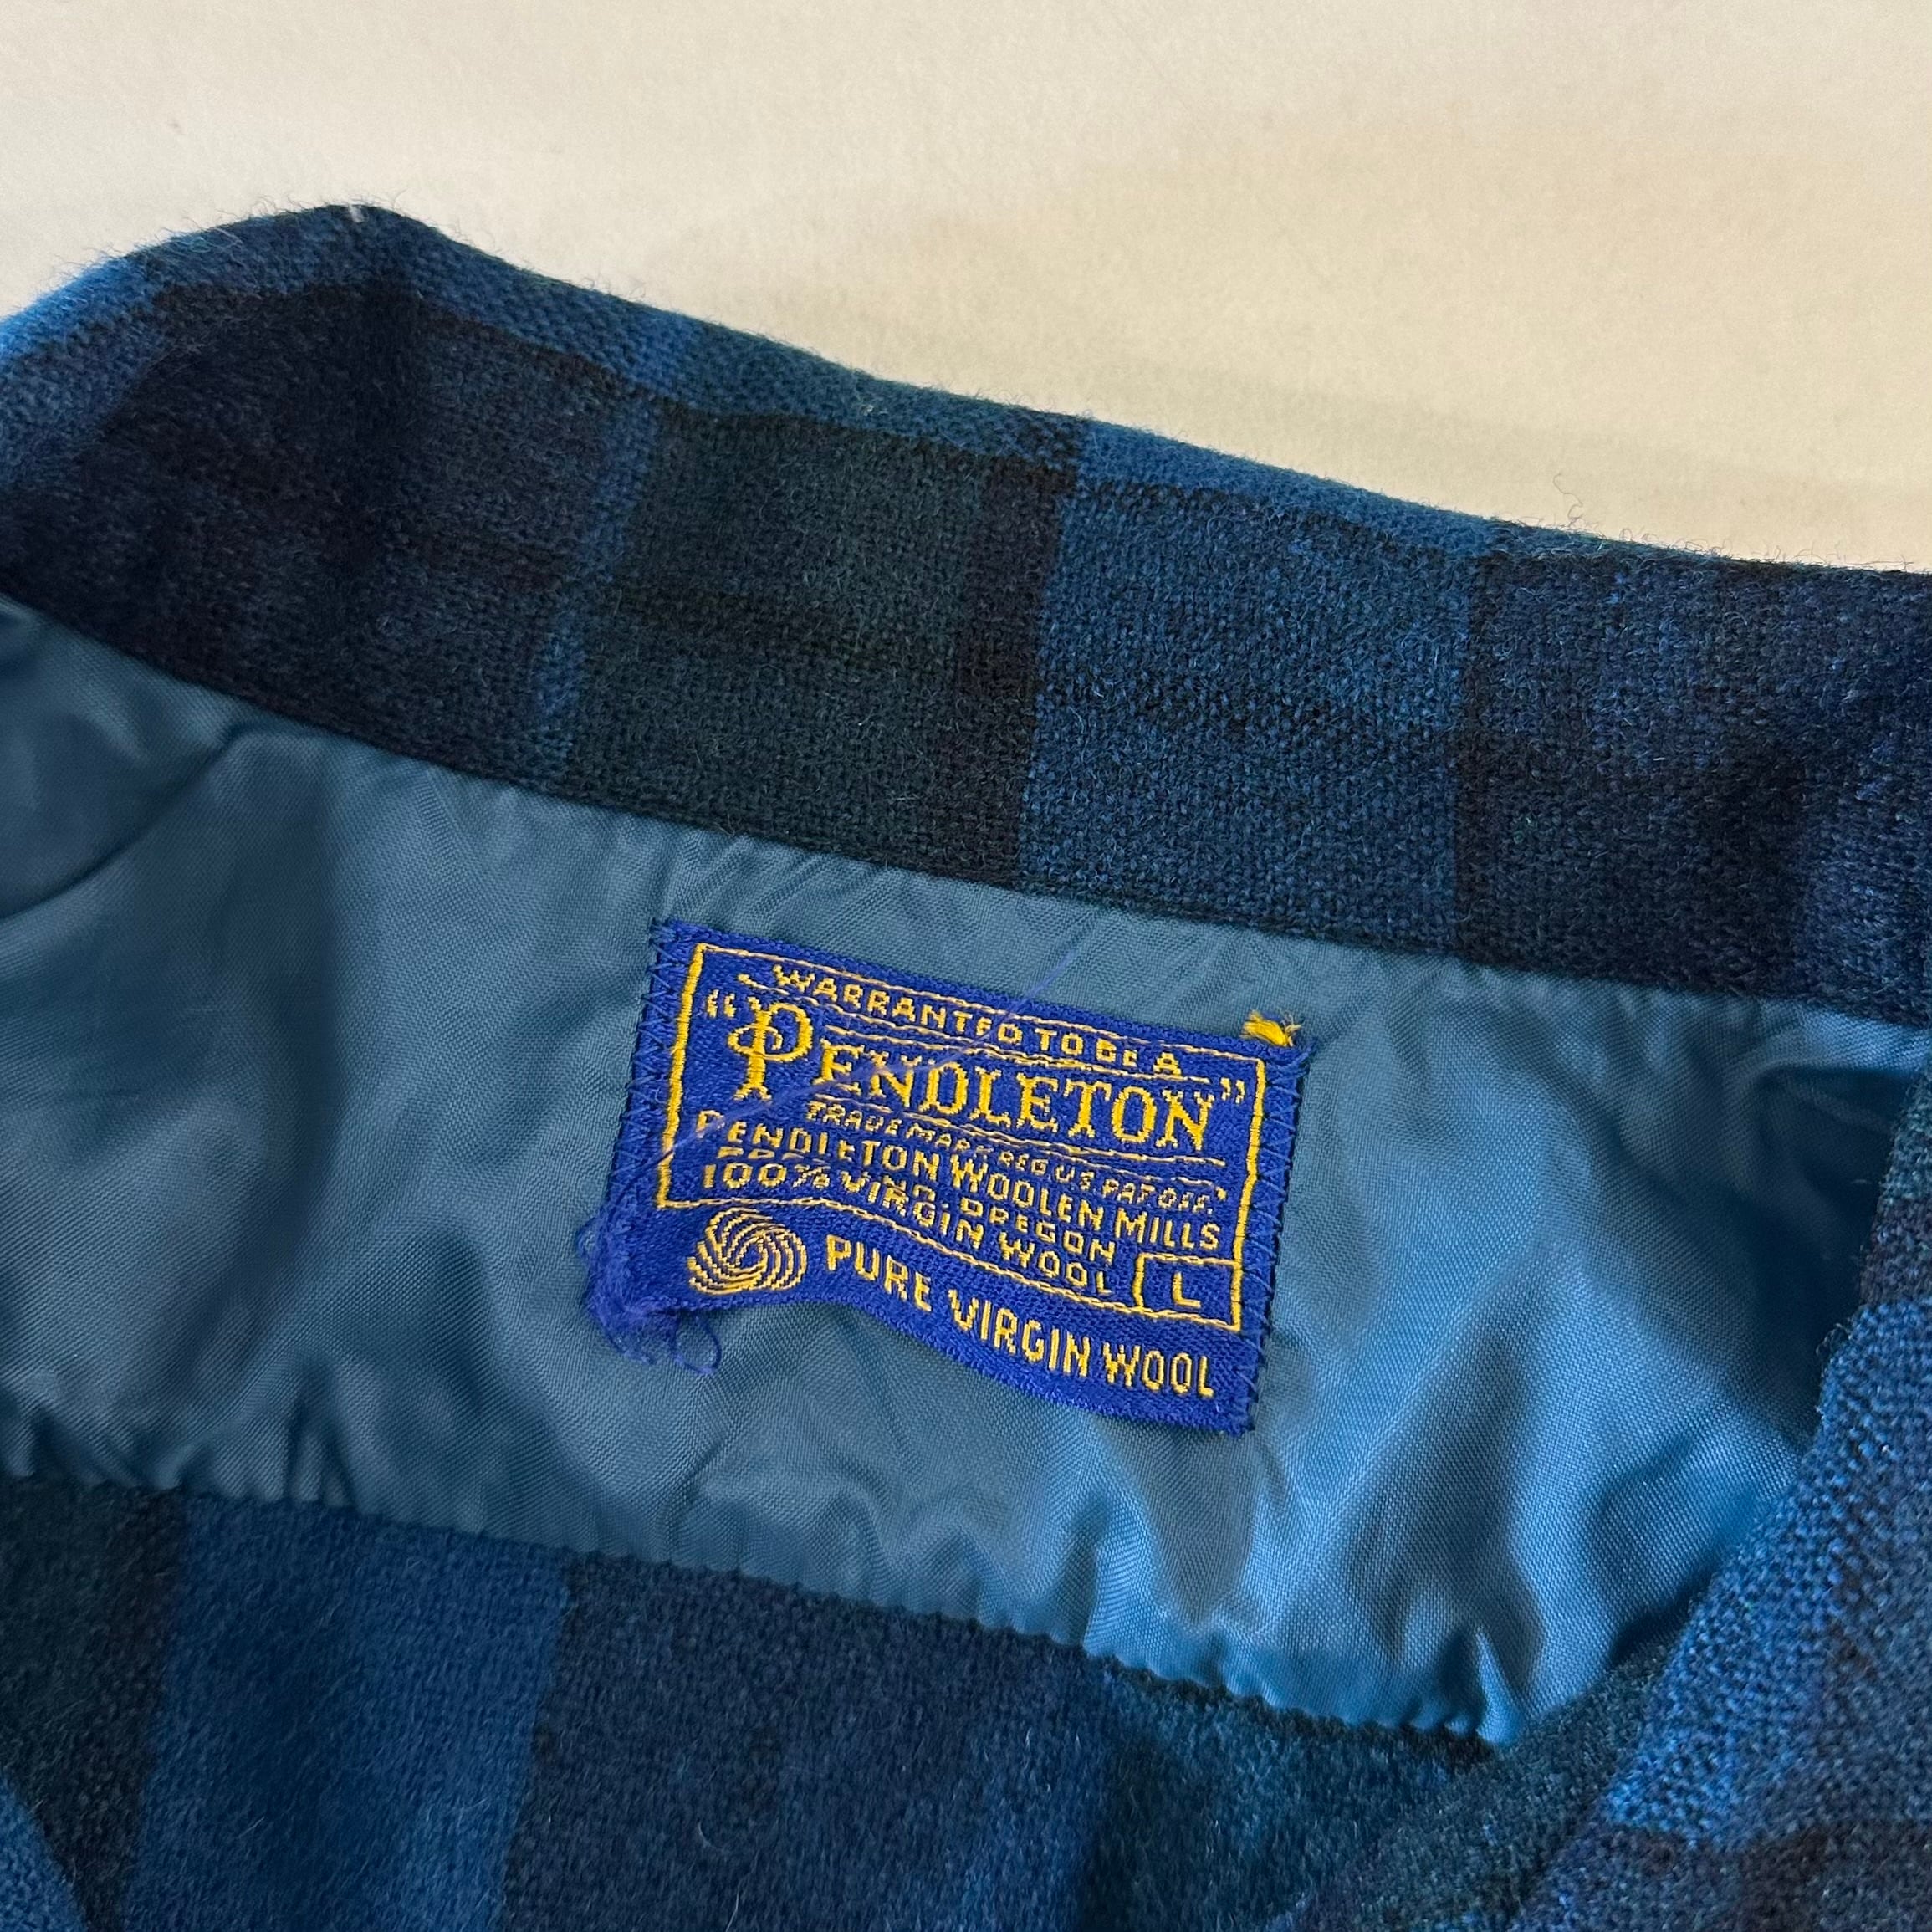 WARRANTED TO BE A
"PENDLETON"
TRADE MARK REG US PAT OFF.
PENDLETON WOOLEN MILLS
OREGON
100% VIRGIN WOOL L
PURE VIRGIN WOOL